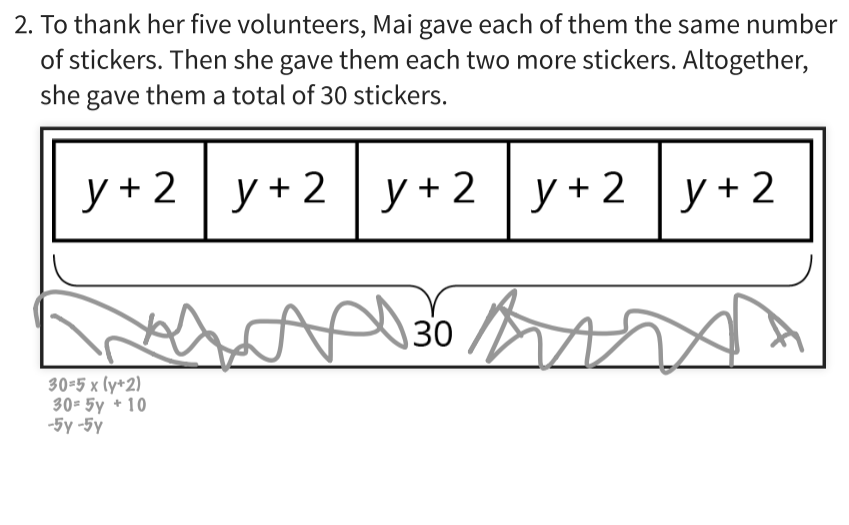 2. To thank her five volunteers, Mai gave each of them the same number
of stickers. Then she gave them each two more stickers. Altogether,
she gave them a total of 30 stickers.
y + 2 y + 2 y + 2 y + 2 y + 2
30
30=5 x (y+2)
30= 5y + 10
-5y -5y